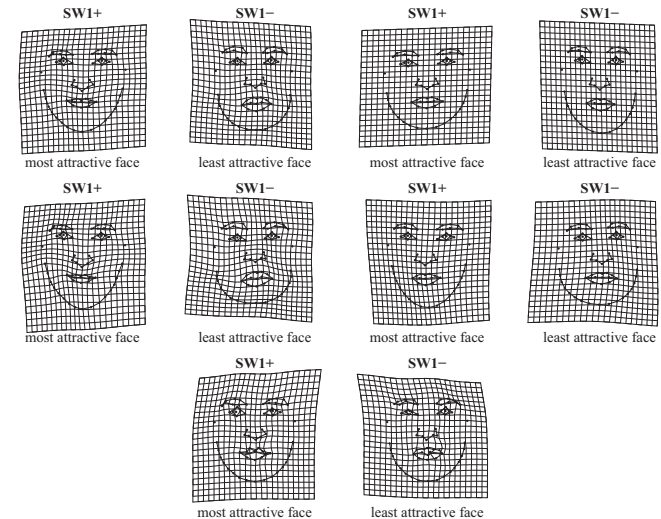 SW1+ SW1− SW1+ SW1−
most attractive face least attractive face most attractive face least attractive face
SW1+ SW1− SW1+ SW1−
most attractive face least attractive face most attractive face least attractive face
SW1+ SW1−
most attractive face least attractive face